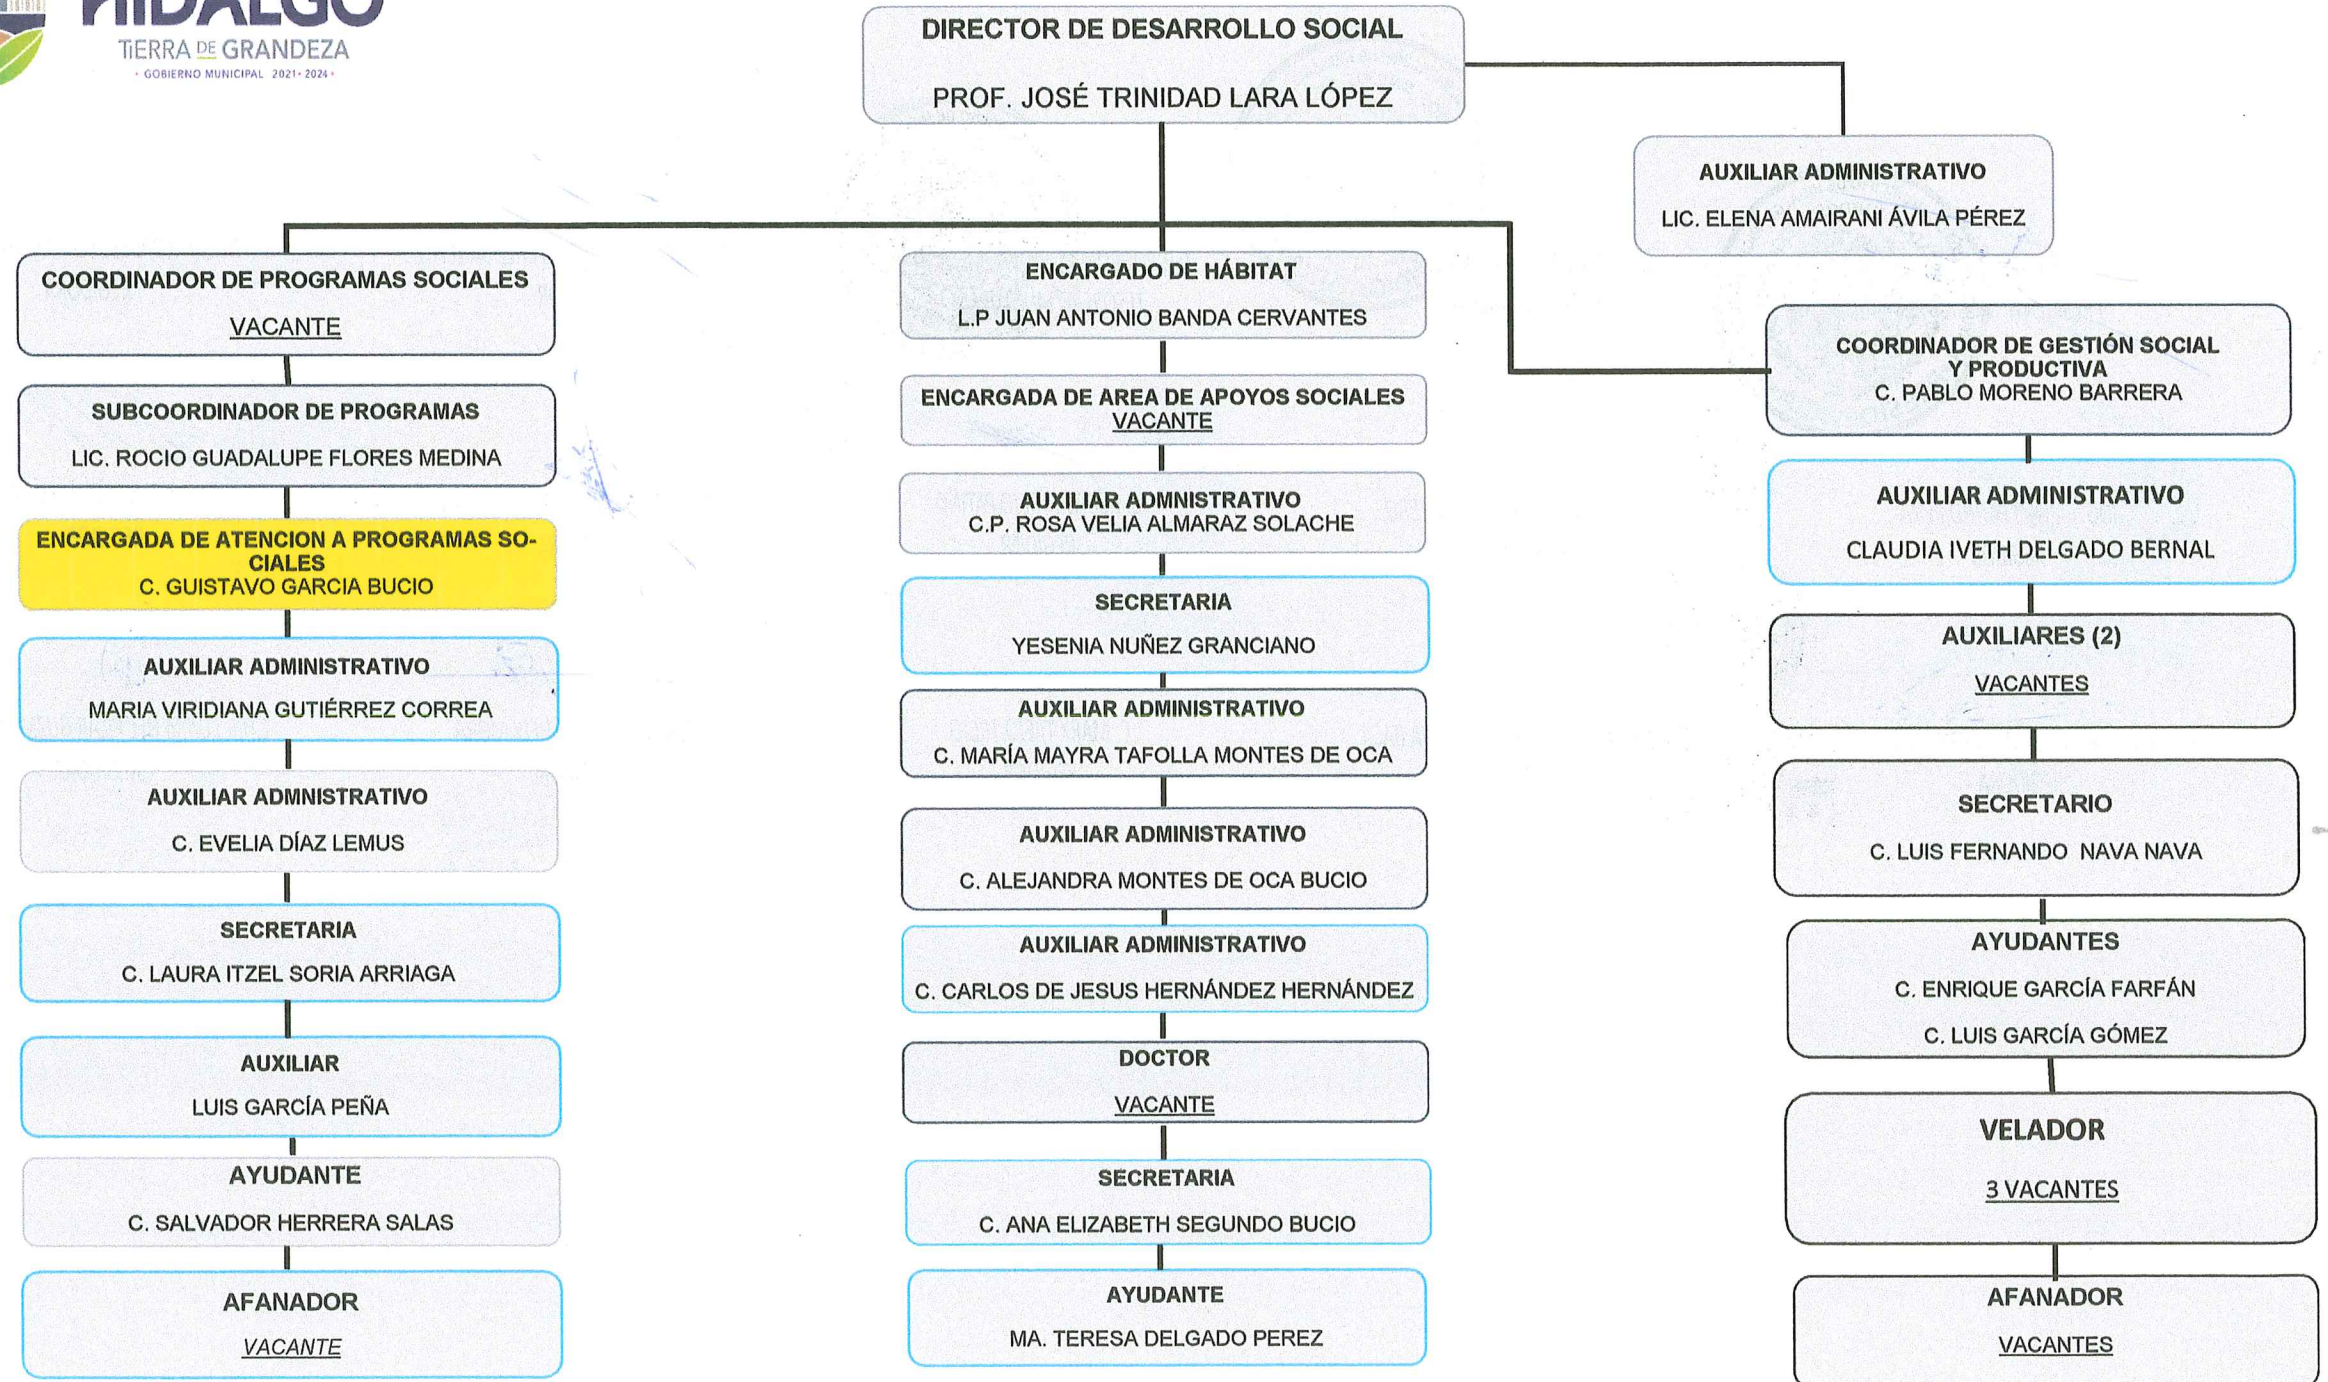 HIDALGO
TIERRA DE GRANDEZA
• GOBIERNO MUNICIPAL 2021• 2024 •
DIRECTOR DE DESARROLLO SOCIAL
PROF. JOSÉ TRINIDAD LARA LÓPEZ
AUXILIAR ADMINISTRATIVO
LIC. ELENA AMAIRANI ÁVILA PÉREZ
COORDINADOR DE PROGRAMAS SOCIALES
VACANTE
SUBCOORDINADOR DE PROGRAMAS
LIC. ROCIO GUADALUPE FLORES MEDINA
ENCARGADA DE ATENCION A PROGRAMAS SO-
CIALES
C. GUISTAVO GARCIA BUCIO
AUXILIAR ADMINISTRATIVO
MARIA VIRIDIANA GUTIÉRREZ CORREA
AUXILIAR ADMNISTRATIVO
C. EVELIA DÍAZ LEMUS
SECRETARIA
C. LAURA ITZEL SORIA ARRIAGA
AUXILIAR
LUIS GARCÍA PEÑA
AYUDANTE
C. SALVADOR HERRERA SALAS
AFANADOR
VACANTE
ENCARGADO DE HÁBITAT
L.P JUAN ANTONIO BANDA CERVANTES
ENCARGADA DE AREA DE APOYOS SOCIALES
VACANTE
AUXILIAR ADMNISTRATIVO
C.P. ROSA VELIA ALMARAZ SOLACHE
SECRETARIA
YESENIA NUÑEZ GRANCIANO
AUXILIAR ADMINISTRATIVO
C. MARÍA MAYRA TAFOLLA MONTES DE OCA
AUXILIAR ADMINISTRATIVO
C. ALEJANDRA MONTES DE OCA BUCIO
AUXILIAR ADMINISTRATIVO
C. CARLOS DE JESUS HERNÁNDEZ HERNÁNDEZ
DOCTOR
VACANTE
SECRETARIA
C. ANA ELIZABETH SEGUNDO BUCIO
AYUDANTE
MA. TERESA DELGADO PEREZ
COORDINADOR DE GESTIÓN SOCIAL
Y PRODUCTIVA
C. PABLO MORENO BARRERA
AUXILIAR ADMINISTRATIVO
CLAUDIA IVETH DELGADO BERNAL
AUXILIARES (2)
VACANTES
SECRETARIO
C. LUIS FERNANDO NAVA NAVA
AYUDANTES
C. ENRIQUE GARCÍA FARFÁN
C. LUIS GARCÍA GÓMEZ
VELADOR
3 VACANTES
AFANADOR
VACANTES